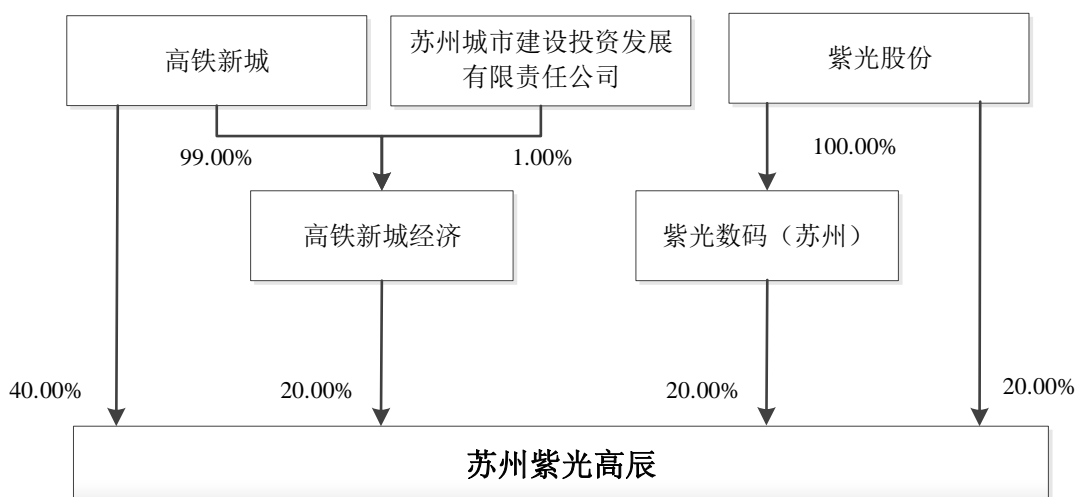 高铁新城
苏州城市建设投资发展
有限责任公司
紫光股份
99.00%
1.00%
100.00%
高铁新城经济
紫光数码（苏州）
40.00%
20.00%
20.00%
20.00%
苏州紫光高辰